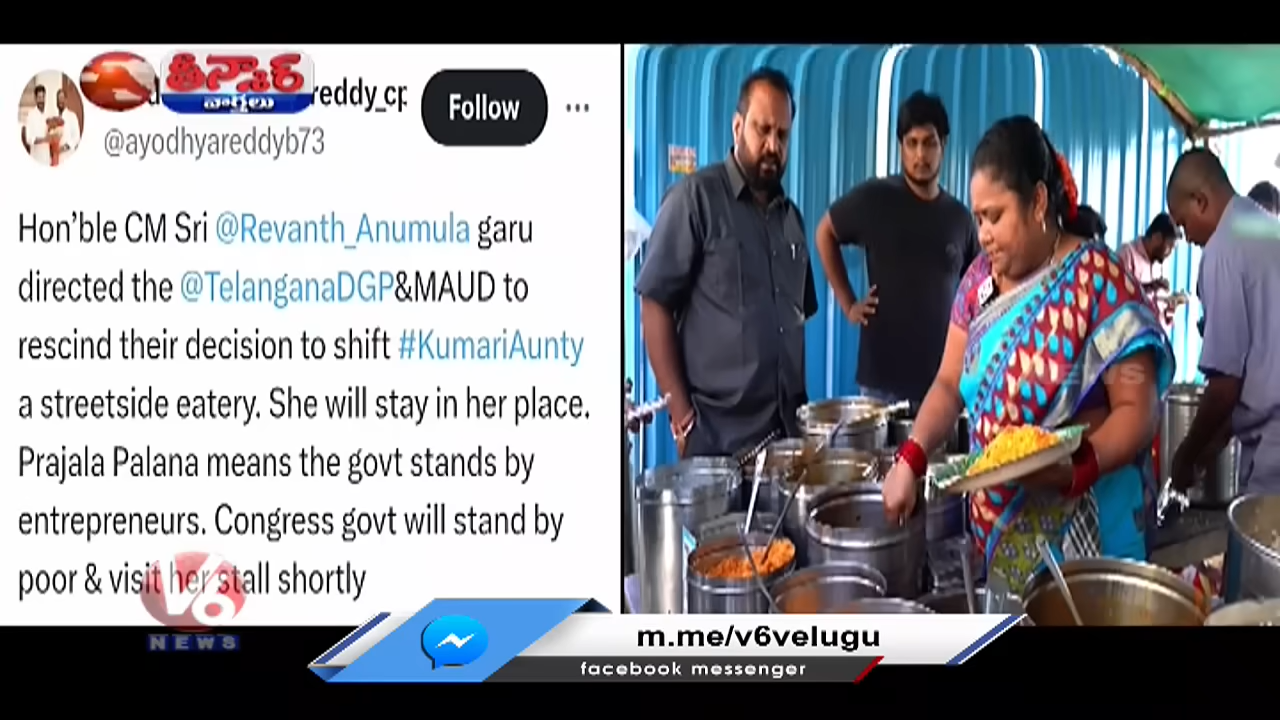 తీన్మార్
వార్తలు
reddy_cp
Follow
@ayodhyareddyb73
Hon'ble CM Sri @Revanth_Anumula garu
directed the @TelanganaDGP&MAUD to
rescind their decision to shift #KumariAunty
a streetside eatery. She will stay in her place.
Prajala Palana means the govt stands by
entrepreneurs. Congress govt will stand by
poor & visit her stall shortly
V6
NEWS
m.me/v6velugu
facebook messenger